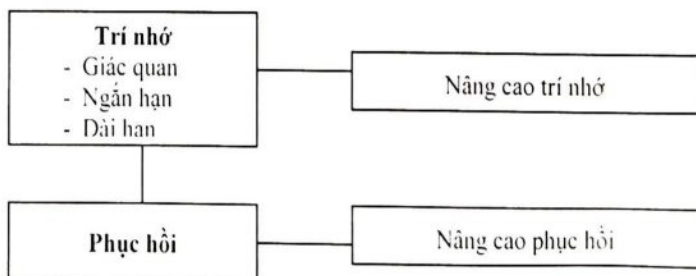 Trí nhớ
- Giác quan
- Ngắn hạn
- Dài hạn
Nâng cao trí nhớ
Phục hồi
Nâng cao phục hồi